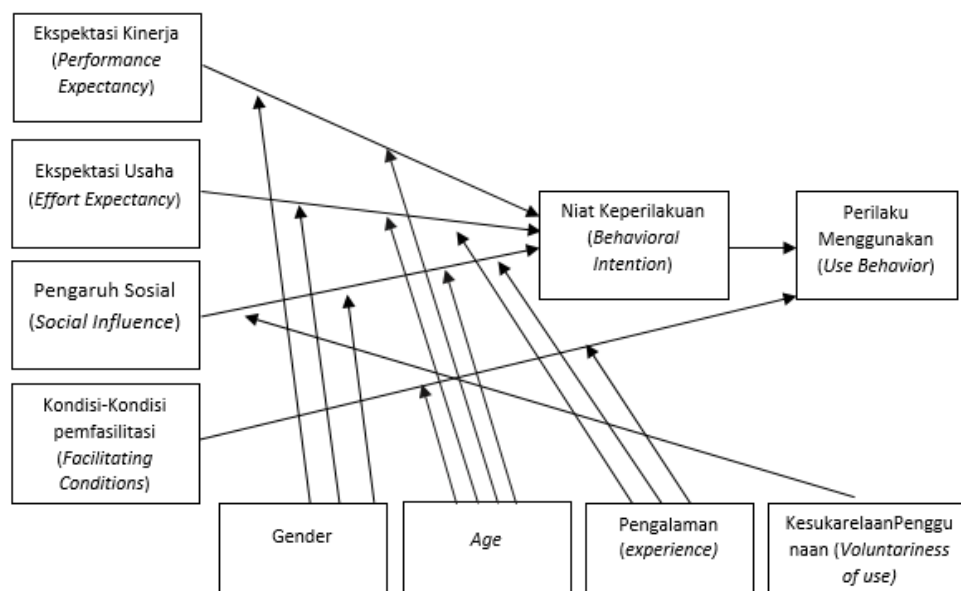 Ekspektasi Kinerja
(Performance
Expectancy)
Ekspektasi Usaha
(Effort Expectancy)
Pengaruh Sosial
(Social Influence)
Kondisi-Kondisi
pemfasilitasi
(Facilitating
Conditions)
Niat Keperilakuan
(Behavioral
Intention)
Perilaku
Menggunakan
(Use Behavior)
Gender
Age
Pengalaman
(experience)
KesukarelaanPenggu
naan (Voluntariness
of use)